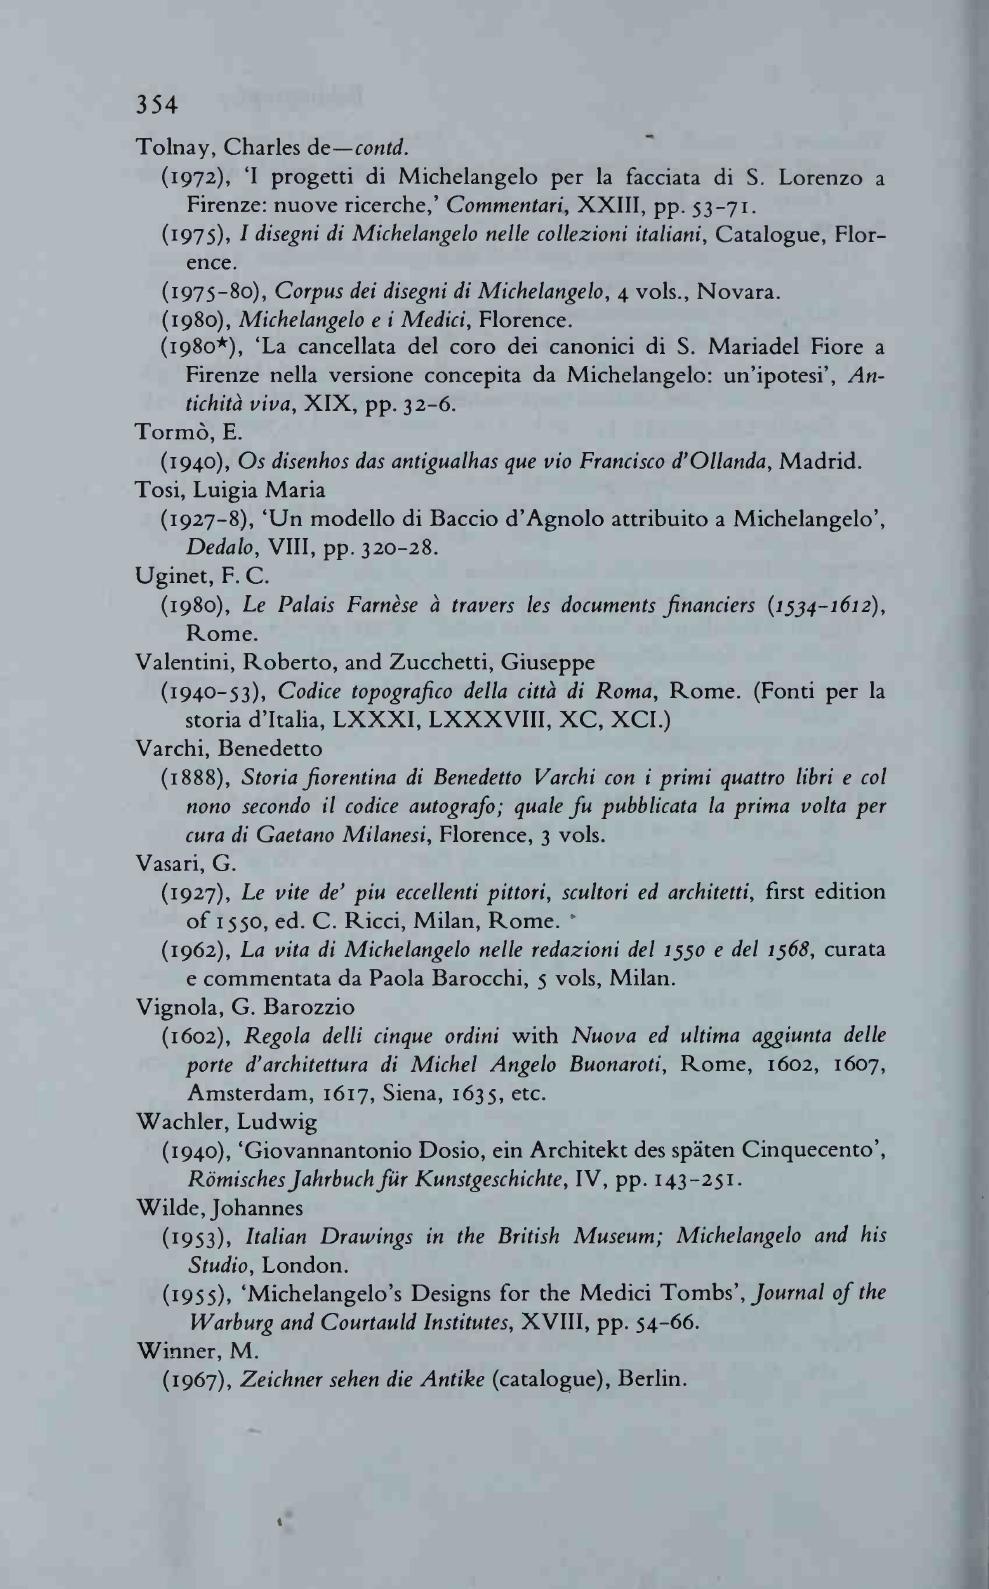 354
Tolnay, Charles de—contd.
(1972), ‘I progetti di Michelangelo per la facciata di S. Lorenzo a
Firenze: nuove ricerche,’ Commentari, XXIII, pp. 53–71.
(1975), I disegni di Michelangelo nelle collezioni italiani, Catalogue, Flor-
ence.
(1975–80), Corpus dei disegni di Michelangelo, 4 vols., Novara.
(1980), Michelangelo e i Medici, Florence.
(1980★), ‘La cancellata del coro dei canonici di S. Mariadel Fiore a
Firenze nella versione concepita da Michelangelo: un’ipotesi’, An-
tichità viva, XIX, pp. 32–6.
Tormò, E.
(1940), Os disenhos das antigualhas que vio Francisco d’Ollanda, Madrid.
Tosi, Luigia Maria
(1927–8), ‘Un modello di Baccio d’Agnolo attribuito a Michelangelo’,
Dedalo, VIII, pp. 320–28.
Uginet, F. C.
(1980), Le Palais Farnèse à travers les documents financiers (1534–1612),
Rome.
Valentini, Roberto, and Zucchetti, Giuseppe
(1940–53), Codice topografico della città di Roma, Rome. (Fonti per la
storia d’Italia, LXXXI, LXXXVIII, XC, XCI.)
Varchi, Benedetto
(1888), Storia fiorentina di Benedetto Varchi con i primi quattro libri e col
nono secondo il codice autografo; quale fu pubblicata la prima volta per
cura di Gaetano Milanesi, Florence, 3 vols.
Vasari, G.
(1927), Le vite de’ piu eccellenti pittori, scultori ed architetti, first edition
of 1550, ed. C. Ricci, Milan, Rome.
(1962), La vita di Michelangelo nelle redazioni del 1550 e del 1568, curata
e commentata da Paola Barocchi, 5 vols, Milan.
Vignola, G. Barozzio
(1602), Regola delli cinque ordini with Nuova ed ultima aggiunta delle
porte d’architettura di Michel Angelo Buonaroti, Rome, 1602, 1607,
Amsterdam, 1617, Siena, 1635, etc.
Wachler, Ludwig
(1940), ‘Giovannantonio Dosio, ein Architekt des späten Cinquecento’,
Römisches Jahrbuch für Kunstgeschichte, IV, pp. 143–251.
Wilde, Johannes
(1953), Italian Drawings in the British Museum; Michelangelo and his
Studio, London.
(1955), ‘Michelangelo’s Designs for the Medici Tombs’, Journal of the
Warburg and Courtauld Institutes, XVIII, pp. 54–66.
Winner, M.
(1967), Zeichner sehen die Antike (catalogue), Berlin.